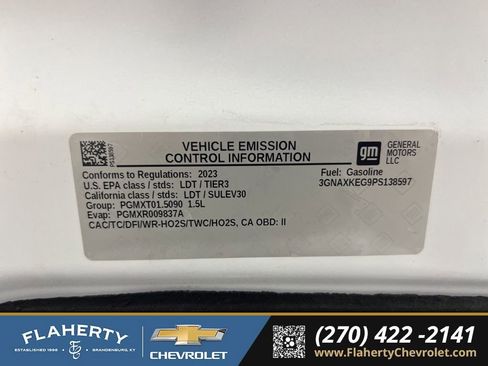 PS138597
VEHICLE EMISSION
CONTROL INFORMATION
gm
GENERAL
MOTORS
LLC
Conforms to Regulations: 2023
Fuel: Gasoline
U.S. EPA class / stds: LDT / TIER3
3GNAXKEG9PS138597
California class / stds: LDT / SULEV30
Group: PGMXT01.5090 1.5L
Evap: PGMXR009837A
CAC/TC/DFI/WR-HO2S/TWC/HO2S, CA OBD: II
FLAHERTY
ESTABLISHED 1996
BRANDENBURG, KY
CHEVROLET
(270) 422 -2141
www.FlahertyChevrolet.com